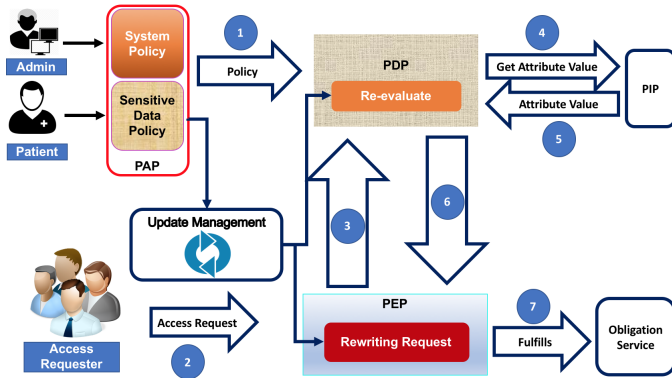 Admin
Patient
System
Policy
Sensitive
Data
Policy
PAP
1
Policy
PDP
Re-evaluate
4
Get Attribute Value
Attribute Value
5
PIP
Update Management
3
6
Access
Requester
Access Request
2
PEP
Rewriting Request
7
Fulfills
Obligation
Service